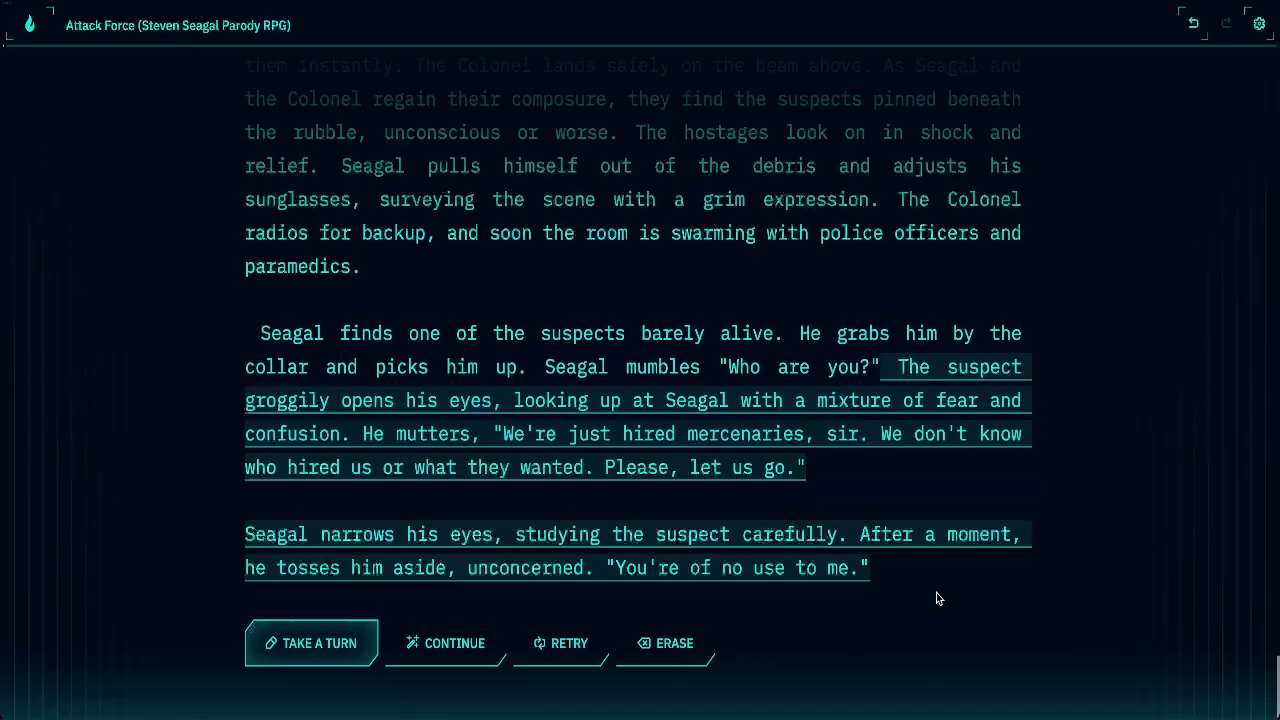 Attack Force (Steven Seagal Parody RPG)
them instantly. The Colonel lands safely on the beam above. As Seagal and
the Colonel regain their composure, they find the suspects pinned beneath
the rubble, unconscious or worse. The hostages look on in shock and
relief. Seagal pulls himself out of the debris and adjusts his
sunglasses, surveying the scene with a grim expression. The Colonel
radios for backup, and soon the room is swarming with police officers and
paramedics.
Seagal finds one of the suspects barely alive. He grabs him by the
collar and picks him up. Seagal mumbles "Who are you?" The suspect
groggily opens his eyes, looking up at Seagal with a mixture of fear and
confusion. He mutters, "We're just hired mercenaries, sir. We don't know
who hired us or what they wanted. Please, let us go."
Seagal narrows his eyes, studying the suspect carefully. After a moment,
he tosses him aside, unconcerned. "You're of no use to me."
TAKE A TURN CONTINUE RETRY ERASE